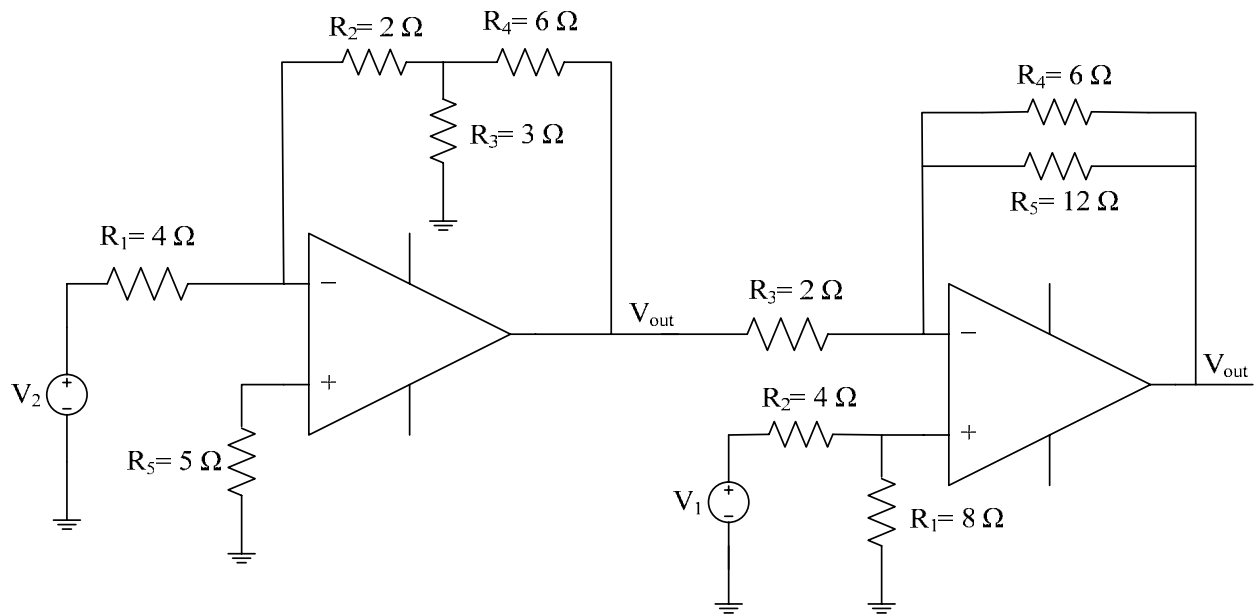 R₂= 2 Ω
R₄= 6 Ω
R₃= 3 Ω
R₁= 4 Ω
−
+
V₂
+
−
R₅= 5 Ω
V_out
R₄= 6 Ω
R₅= 12 Ω
R₃= 2 Ω
−
+
V_out
R₂= 4 Ω
V₁
+
−
R₁= 8 Ω